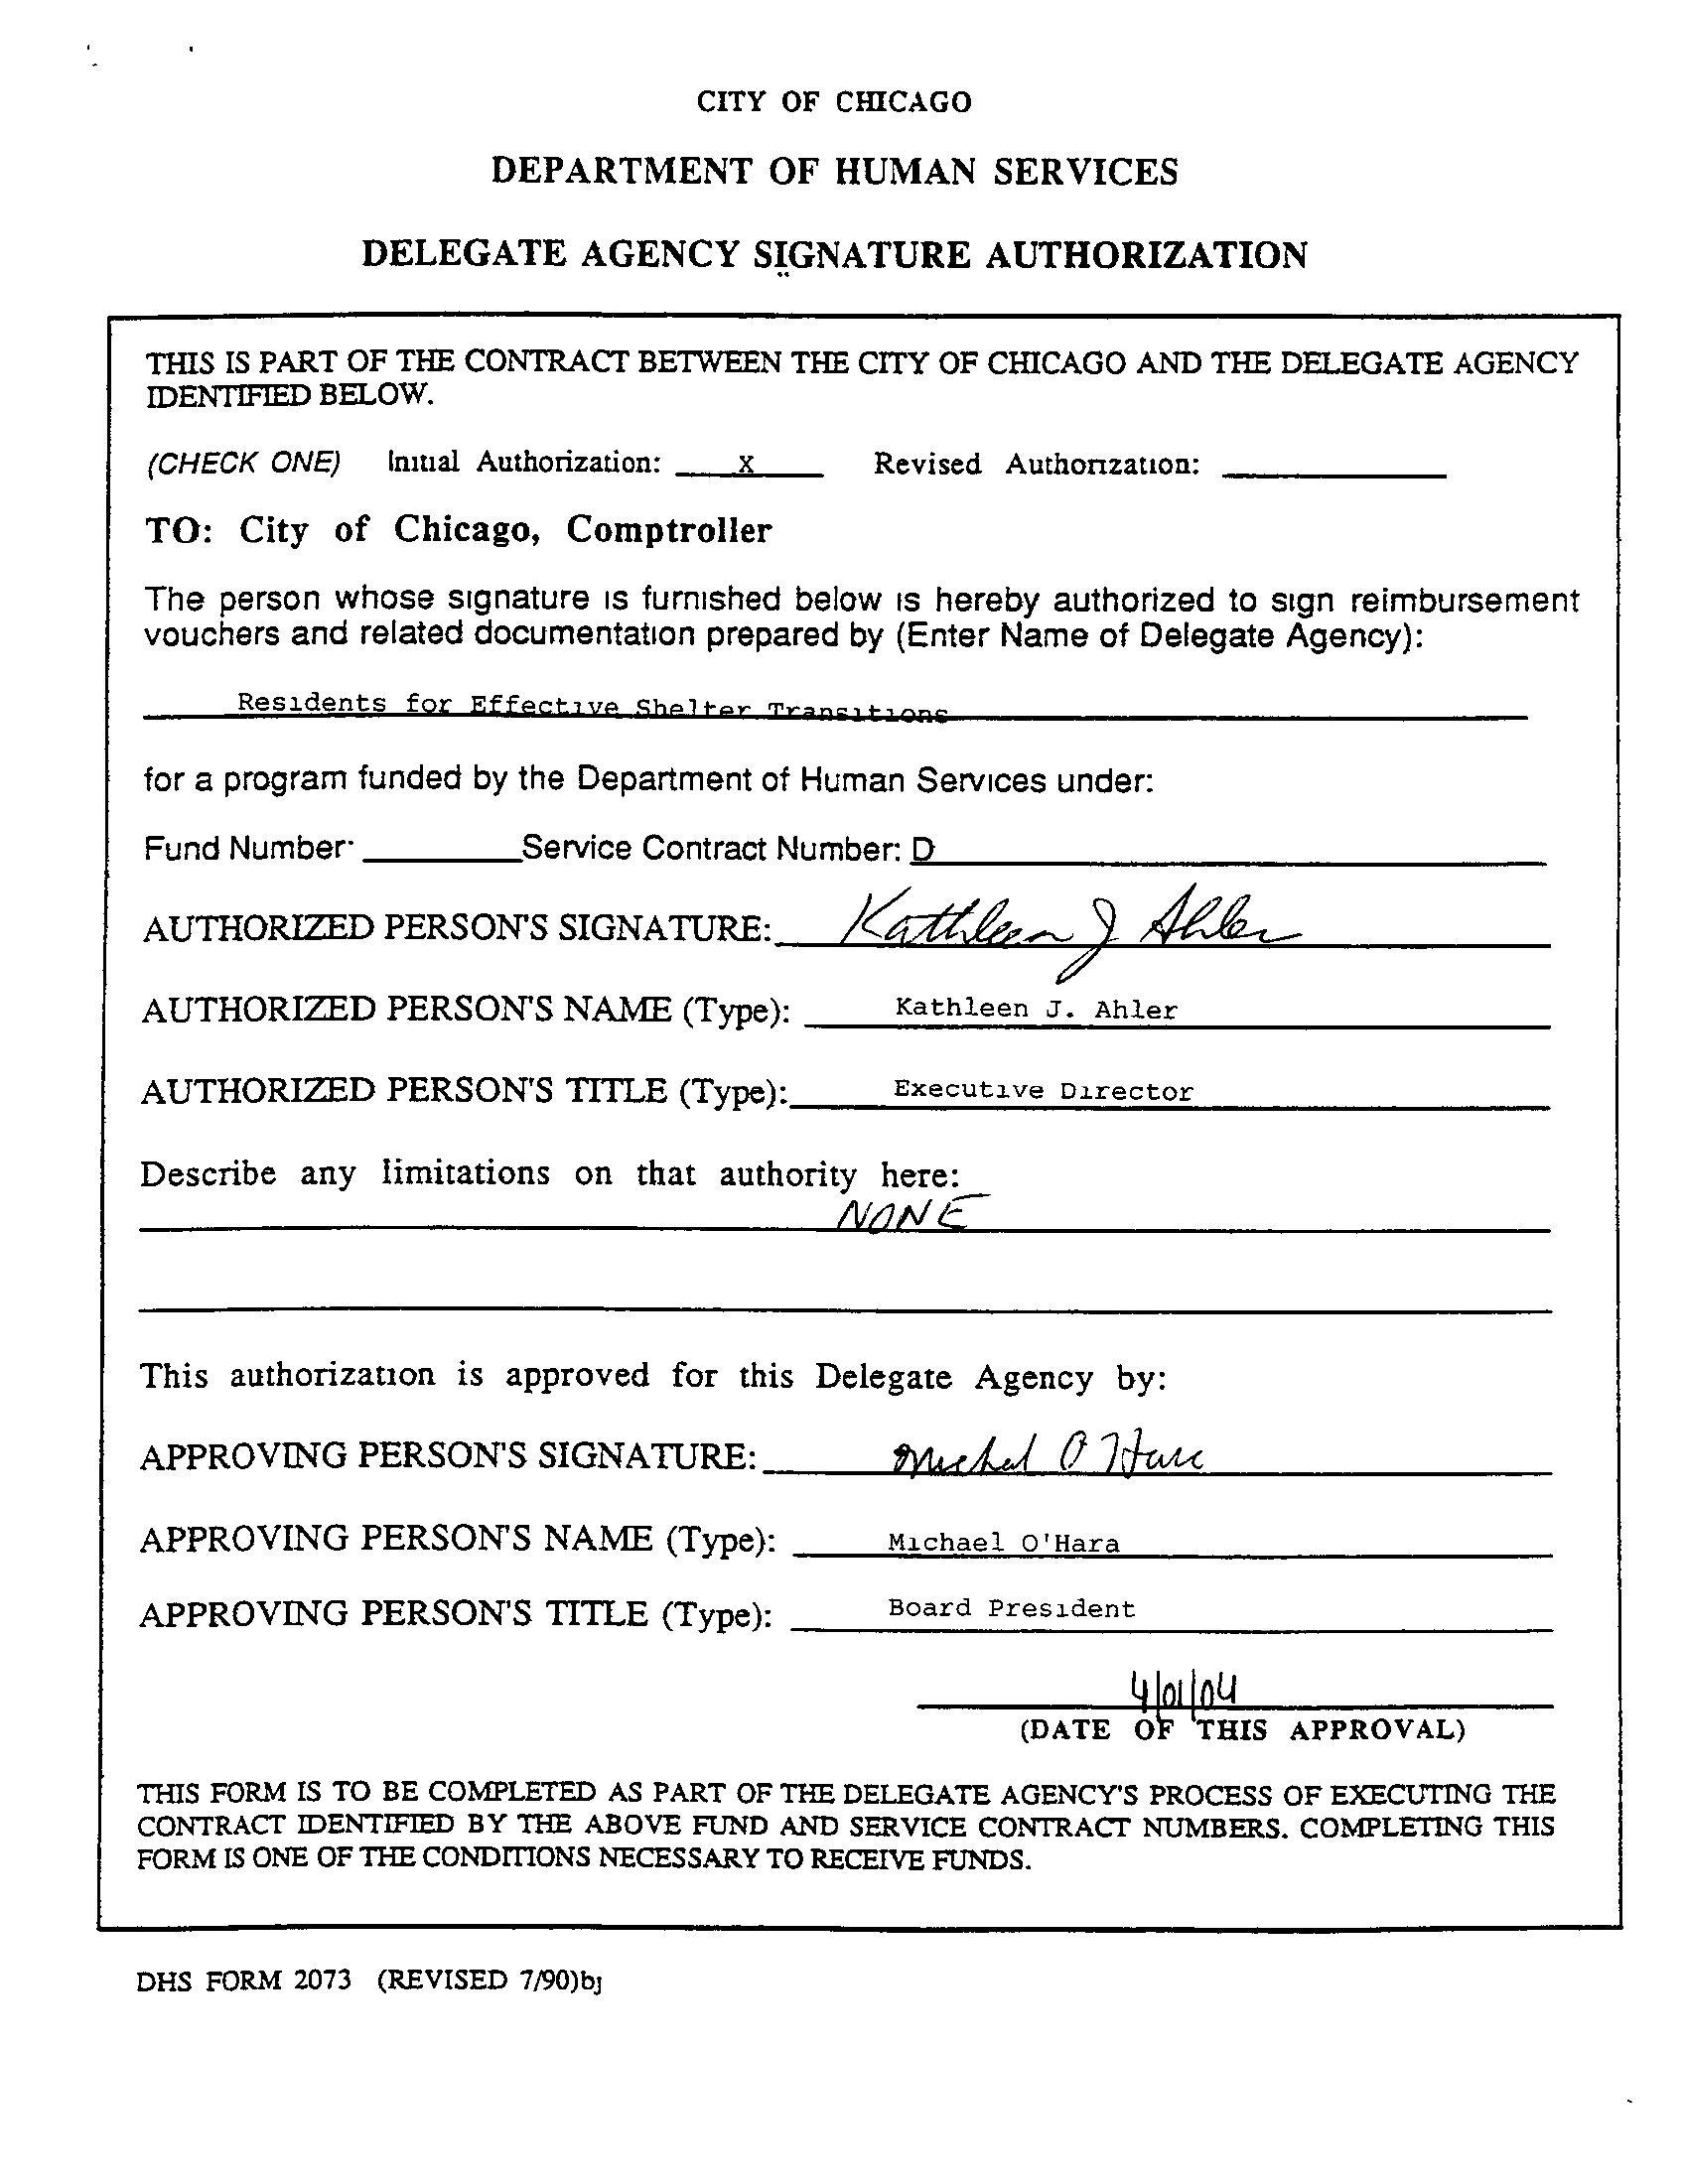 CITY OF CHICAGO
DEPARTMENT OF HUMAN SERVICES
DELEGATE AGENCY SIGNATURE AUTHORIZATION
THIS IS PART OF THE CONTRACT BETWEEN THE CITY OF CHICAGO AND THE DELEGATE AGENCY
IDENTIFIED BELOW.
(CHECK ONE) Initial Authorization: X Revised Authorization:
TO: City of Chicago, Comptroller
The person whose signature is furnished below is hereby authorized to sign reimbursement
vouchers and related documentation prepared by (Enter Name of Delegate Agency):
Residents for Effective Shelter Transitions
for a program funded by the Department of Human Services under:
Fund Number: Service Contract Number: D
AUTHORIZED PERSON'S SIGNATURE: Kathleen J Ahler
AUTHORIZED PERSON'S NAME (Type): Kathleen J. Ahler
AUTHORIZED PERSON'S TITLE (Type): Executive Director
Describe any limitations on that authority here:
NONE
This authorization is approved for this Delegate Agency by:
APPROVING PERSON'S SIGNATURE: Michael O'Hara
APPROVING PERSON'S NAME (Type): Michael O'Hara
APPROVING PERSON'S TITLE (Type): Board President
4/01/04
(DATE OF THIS APPROVAL)
THIS FORM IS TO BE COMPLETED AS PART OF THE DELEGATE AGENCY'S PROCESS OF EXECUTING THE
CONTRACT IDENTIFIED BY THE ABOVE FUND AND SERVICE CONTRACT NUMBERS. COMPLETING THIS
FORM IS ONE OF THE CONDITIONS NECESSARY TO RECEIVE FUNDS.
DHS FORM 2073 (REVISED 7/90)bj